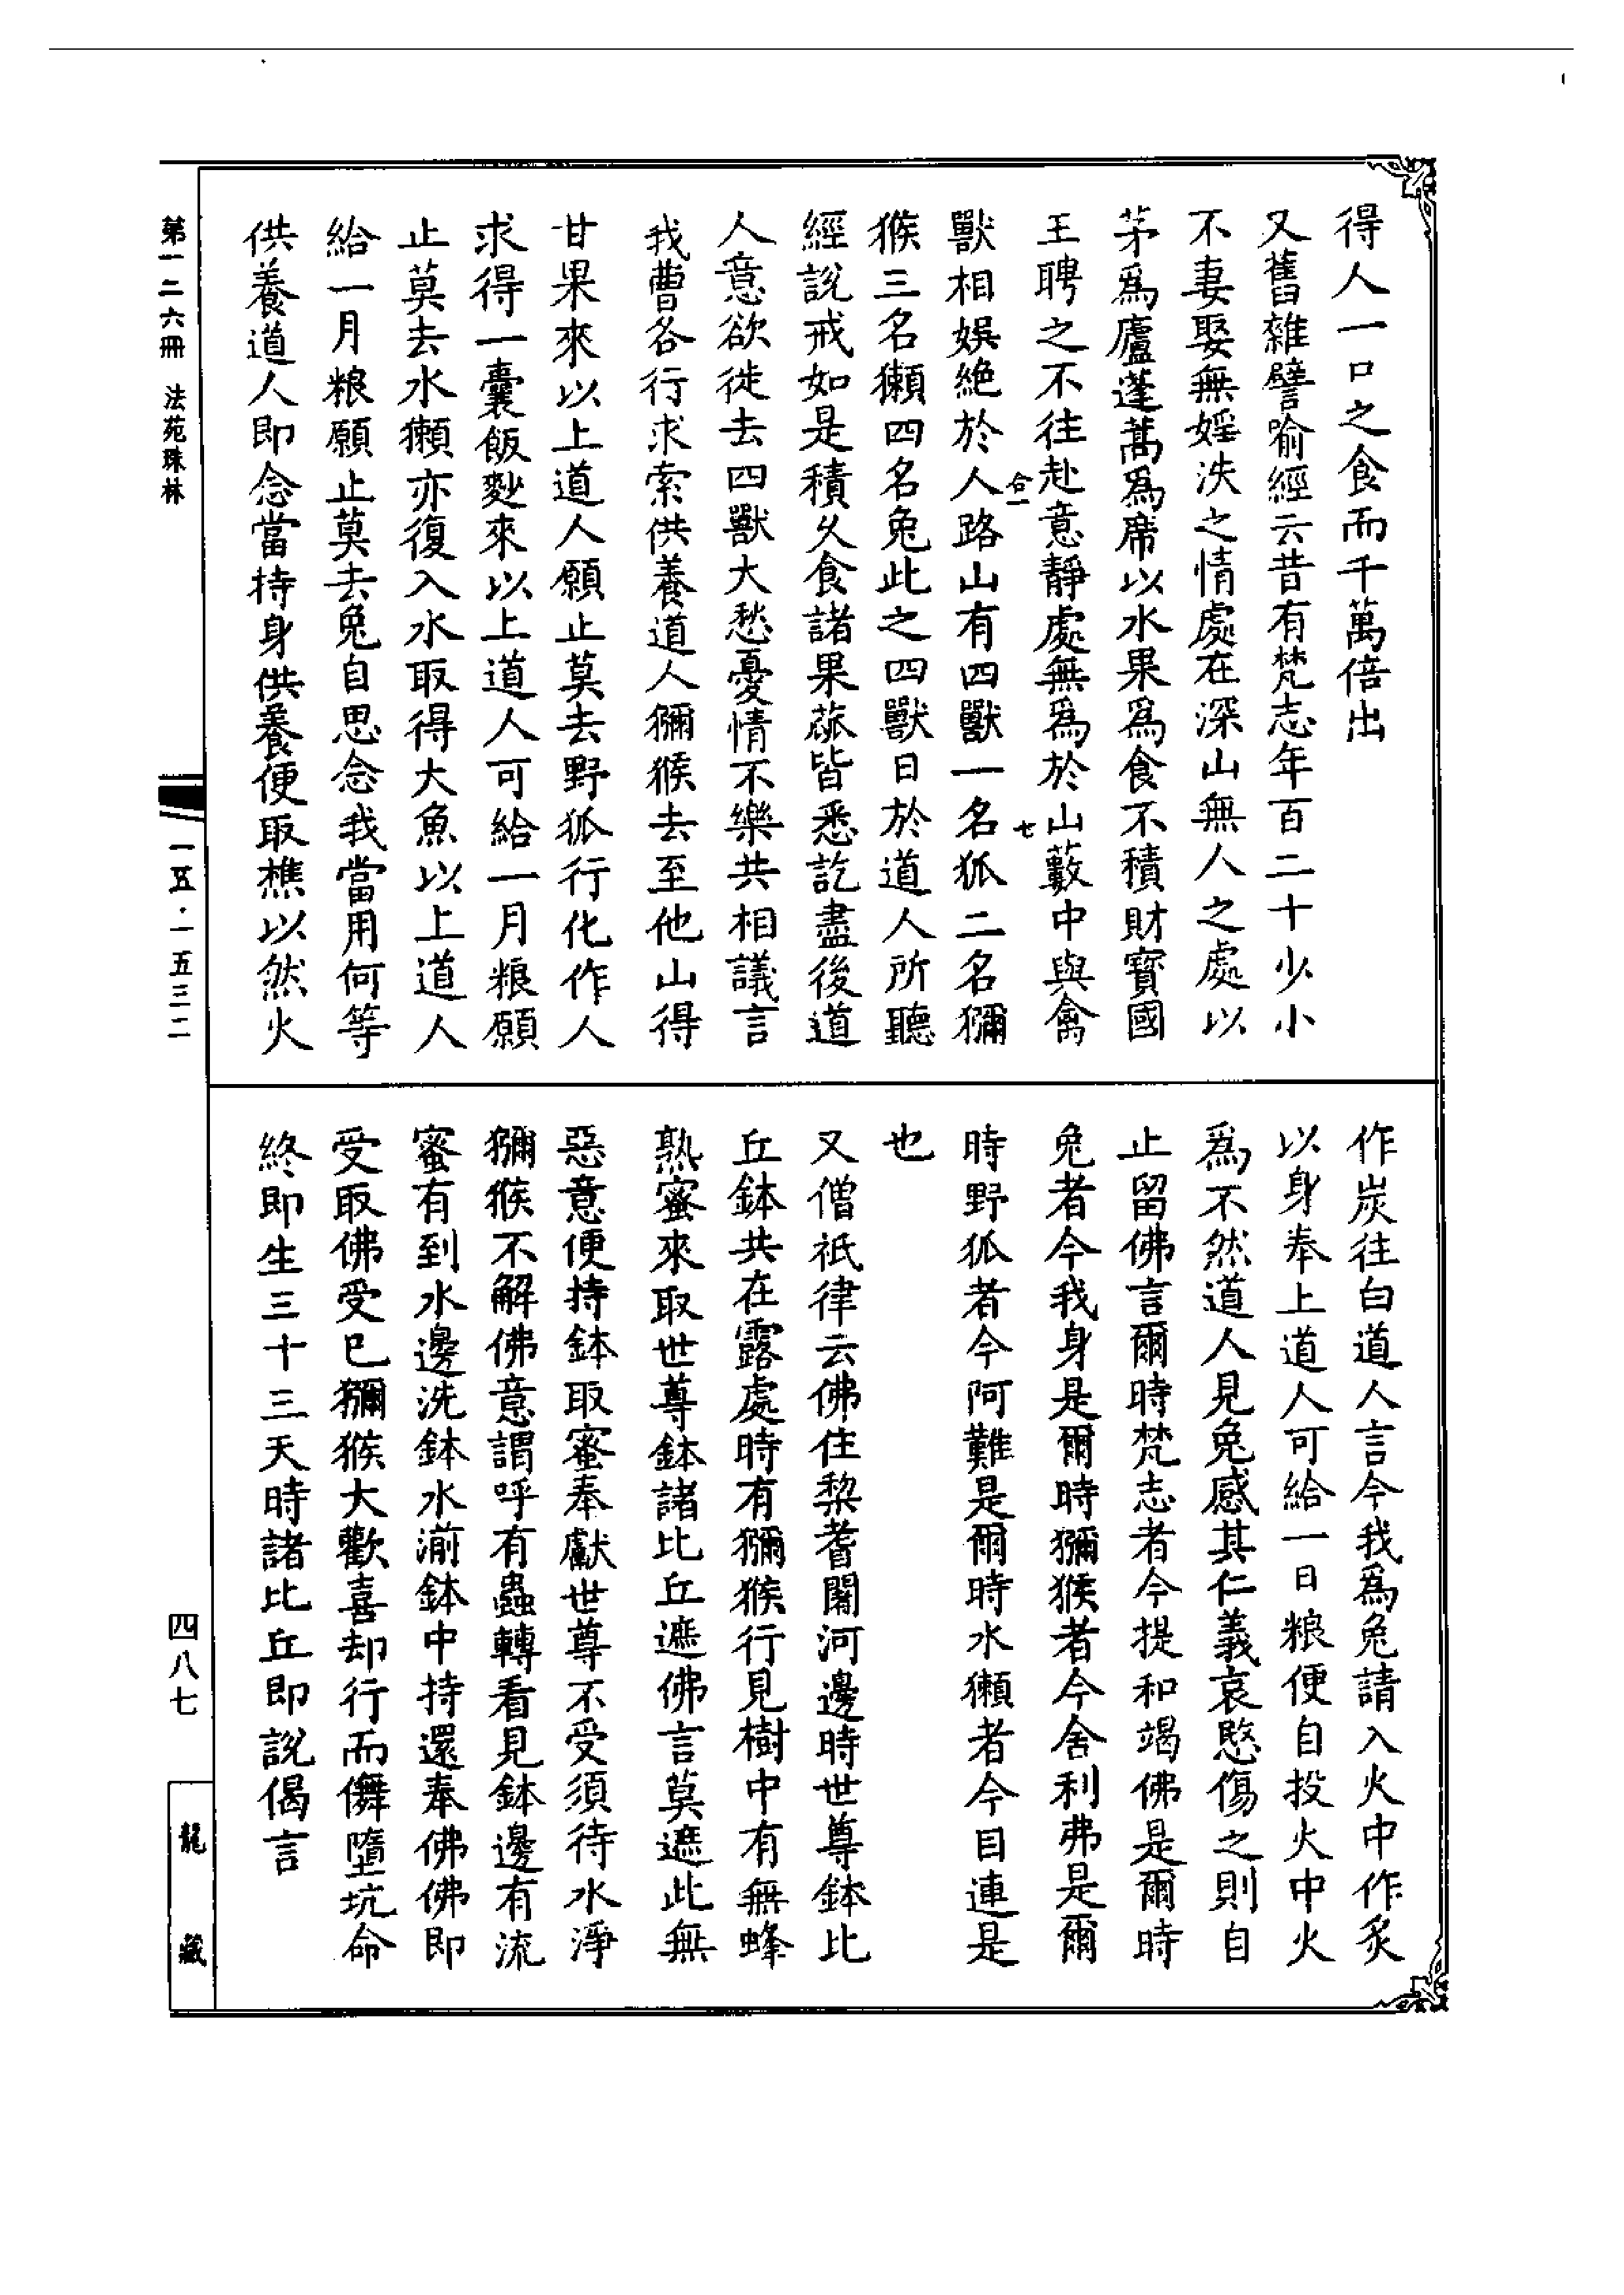 得人一口之食而千萬倍出
又舊雜譬喻經云昔有梵志年百二十少小
不妻娶無婬泆之情處在深山無人之處以
茅爲廬蓬蒿爲席以水果爲食不積財寶國
王聘之不往赴意靜處無爲於山藪中與禽
合一 七
獸相娛絕於人路山有四獸一名狐二名獼
猴三名獺四名兔此之四獸日於道人所聽
經說戒如是積久食諸果蓏皆悉訖盡後道
人意欲徙去四獸大愁憂情不樂共相議言
我曹各行求索供養道人獼猴去至他山得
甘果來以上道人願止莫去野狐行化作人
求得一囊飯麨來以上道人可給一月粮願
止莫去水獺亦復入水取得大魚以上道人
給一月粮願止莫去兔自思念我當用何等
供養道人即念當持身供養便取樵以然火
作炭往白道人言今我爲兔請入火中作炙
以身奉上道人可給一日粮便自投火中火
爲不然道人見兔感其仁義哀愍傷之則自
止留佛言爾時梵志者今提和竭佛是爾時
兔者今我身是爾時獼猴者今舍利弗是爾
時野狐者今阿難是爾時水獺者今目連是
也
又僧祇律云佛住黎耆闍河邊時世尊鉢比
丘鉢共在露處時有獼猴行見樹中有無蜂
熟蜜來取世尊鉢諸比丘遮佛言莫遮此無
惡意便持鉢取蜜奉獻世尊不受須待水淨
獼猴不解佛意謂呼有蟲轉看見鉢邊有流
蜜有到水邊洗鉢水湔鉢中持還奉佛佛即
受取佛受已獼猴大歡喜却行而儛墮坑命
終即生三十三天時諸比丘即說偈言
第一二六冊 法苑珠林
一五·一五三二
四八七
龍藏